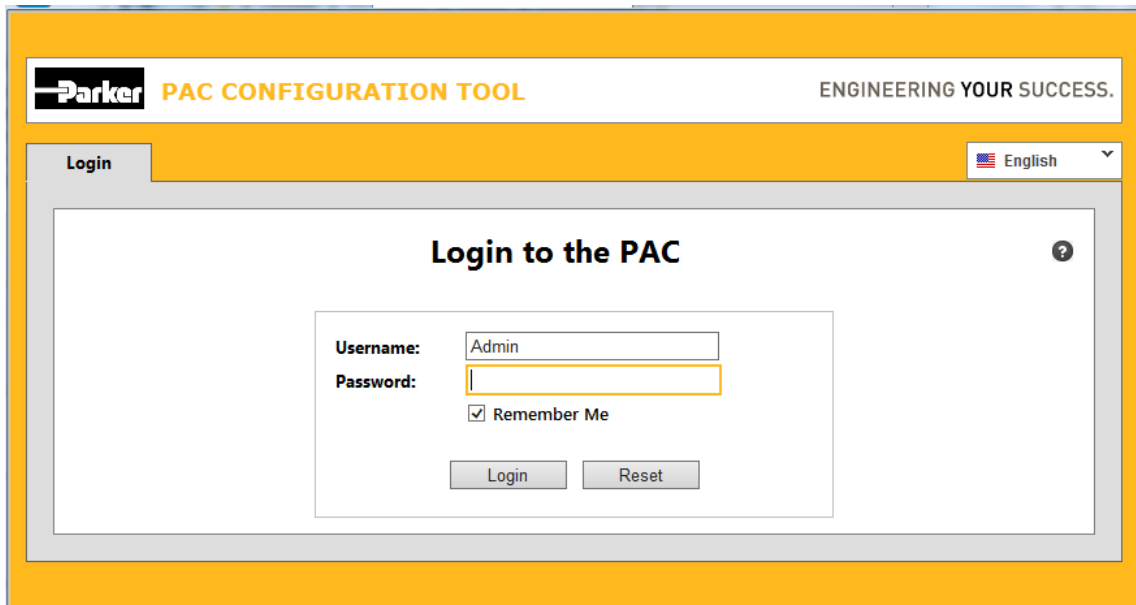 Parker PAC CONFIGURATION TOOL ENGINEERING YOUR SUCCESS.
Login English
Login to the PAC ?
Username: Admin
Password:
Remember Me
Login Reset